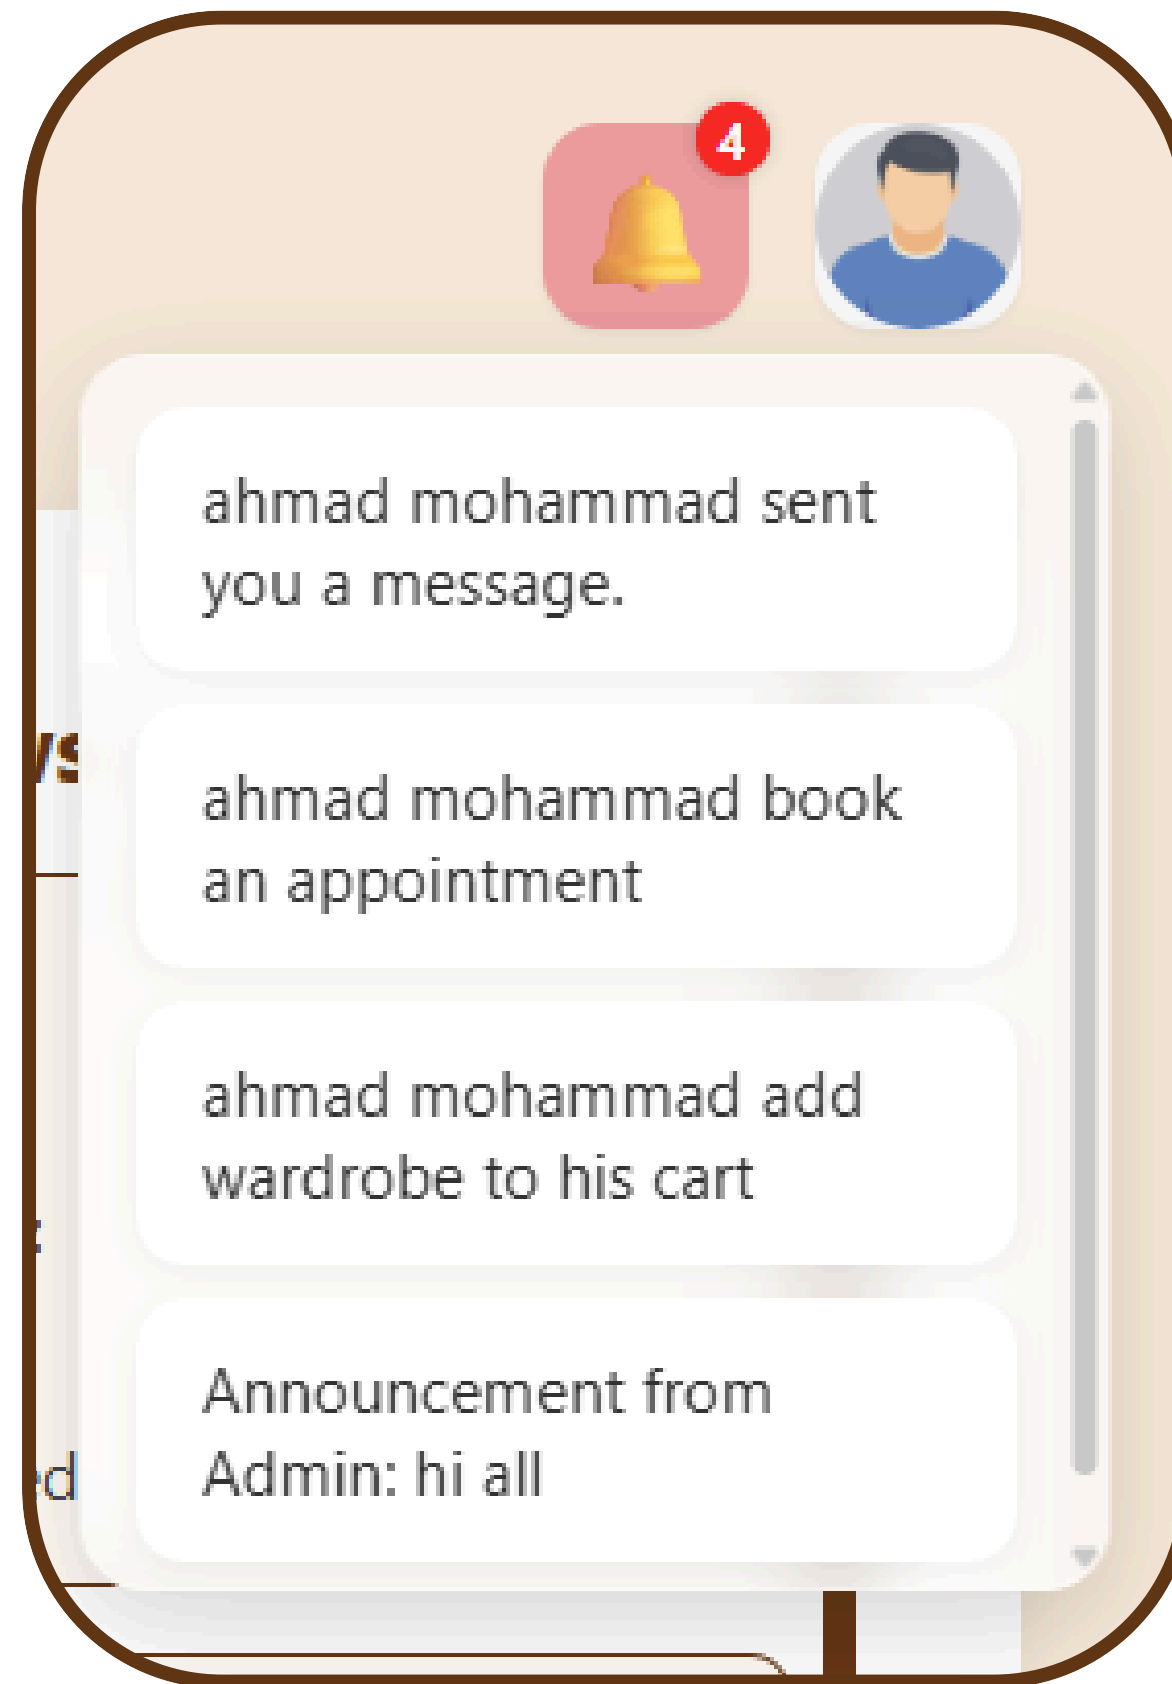 4
ahmad mohammad sent
you a message.
ahmad mohammad book
an appointment
ahmad mohammad add
wardrobe to his cart
Announcement from
Admin: hi all